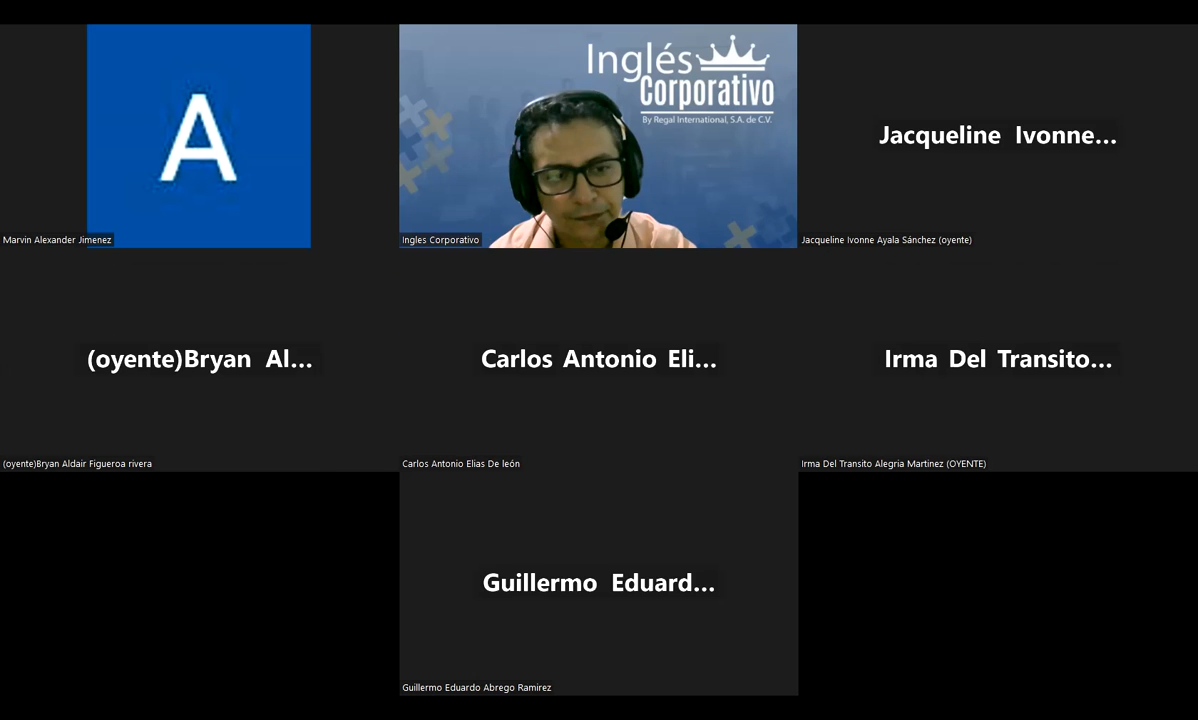 A
Marvin Alexander Jimenez
Inglés
Corporativo
By Regal International, S.A. de C.V.
Ingles Corporativo
Jacqueline Ivonne...
Jacqueline Ivonne Ayala Sánchez (oyente)
(oyente)Bryan Al...
(oyente)Bryan Aldair Figueroa rivera
Carlos Antonio Eli...
Carlos Antonio Elias De león
Irma Del Transito...
Irma Del Transito Alegria Martinez (OYENTE)
Guillermo Eduard...
Guillermo Eduardo Abrego Ramirez